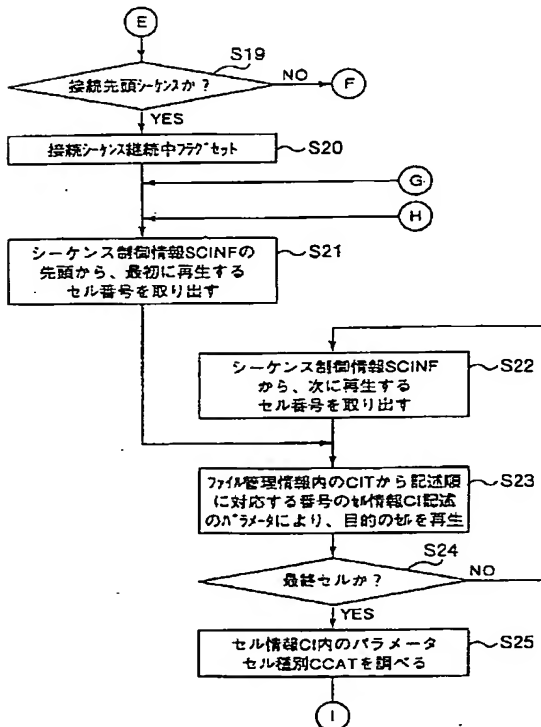 E
S19
接続先頭シーケンスか？
NO
F
YES
接続シーケンス継続中フラグセット
S20
G
H
シーケンス制御情報SCINFの
先頭から、最初に再生する
セル番号を取り出す
S21
シーケンス制御情報SCINF
から、次に再生する
セル番号を取り出す
S22
ファイル管理情報内のCITから記述順
に対応する番号のセル情報CI記述
のパラメータにより、目的のセルを再生
S23
S24
最終セルか？
NO
YES
セル情報CI内のパラメータ
セル種別CCATを調べる
S25
I